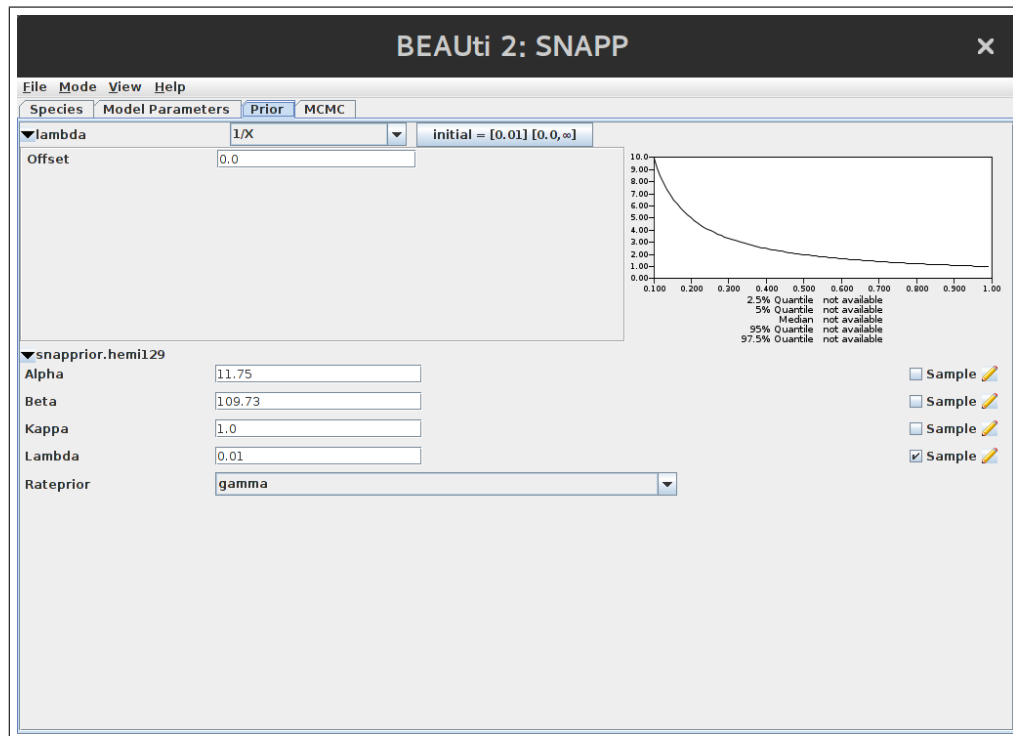 BEAUti 2: SNAPP
File Mode View Help
Species Model Parameters Prior MCMC
lambda 1/X initial = [0.01] [0.0,∞]
Offset 0.0
10.0
9.00
8.00
7.00
6.00
5.00
4.00
3.00
2.00
1.00
0.00
0.100 0.200 0.300 0.400 0.500 0.600 0.700 0.800 0.900 1.00
2.5% Quantile not available
5% Quantile not available
Median not available
95% Quantile not available
97.5% Quantile not available
snapprior.hemi129
Alpha 11.75 Sample
Beta 109.73 Sample
Kappa 1.0 Sample
Lambda 0.01 Sample
Rateprior gamma